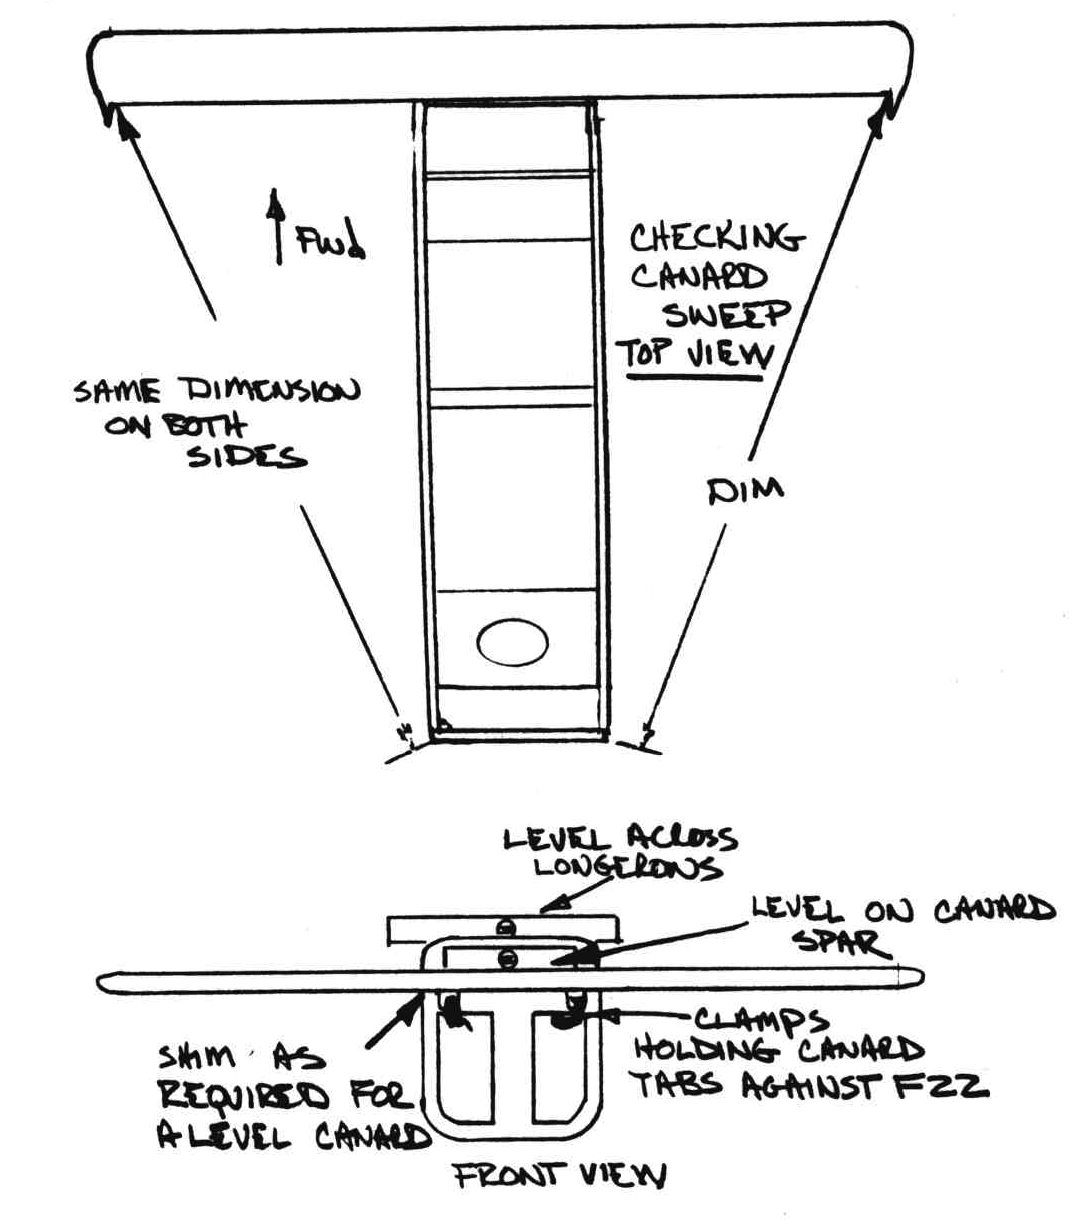 Fwd
CHECKING
CANARD
SWEEP
TOP VIEW
SAME DIMENSION
ON BOTH
SIDES
DIM
LEVEL ACROSS
LONGERONS
LEVEL ON CANARD
SPAR
CLAMPS
HOLDING CANARD
TABS AGAINST F22
SHIM AS
REQUIRED FOR
A LEVEL CANARD
FRONT VIEW